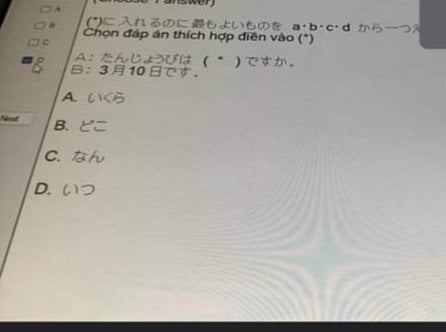 answer)
A
(*)に入れるのに最もよいものを a・b・c・d から一つ
B
Chọn đáp án thích hợp điền vào (*)
C
A: たんじょうびは ( * ) ですか。
B: 3月10日です。
A. いくら
Next
B. どこ
C. なん
D. いつ